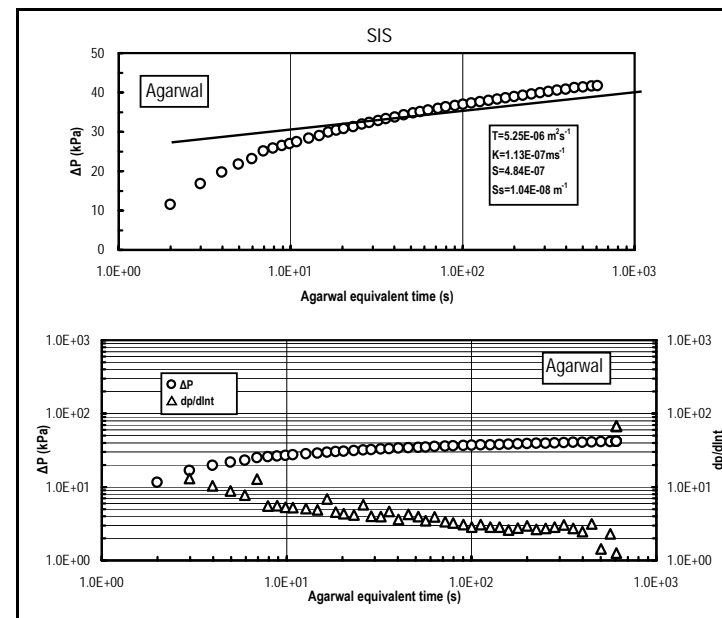 SIS
50
40
30
20
10
0
ΔP (kPa)
Agarwal
T=5.25E-06 m²s⁻¹
K=1.13E-07ms⁻¹
S=4.84E-07
Ss=1.04E-08 m⁻¹
1.0E+00 1.0E+01 1.0E+02 1.0E+03
Agarwal equivalent time (s)
1.0E+03 1.0E+03
1.0E+02 1.0E+02
1.0E+01 1.0E+01
1.0E+00 1.0E+00
ΔP (kPa)
ΔP
dp/dlnt
Agarwal
dp/dlnt
1.0E+00 1.0E+01 1.0E+02 1.0E+03
Agarwal equivalent time (s)